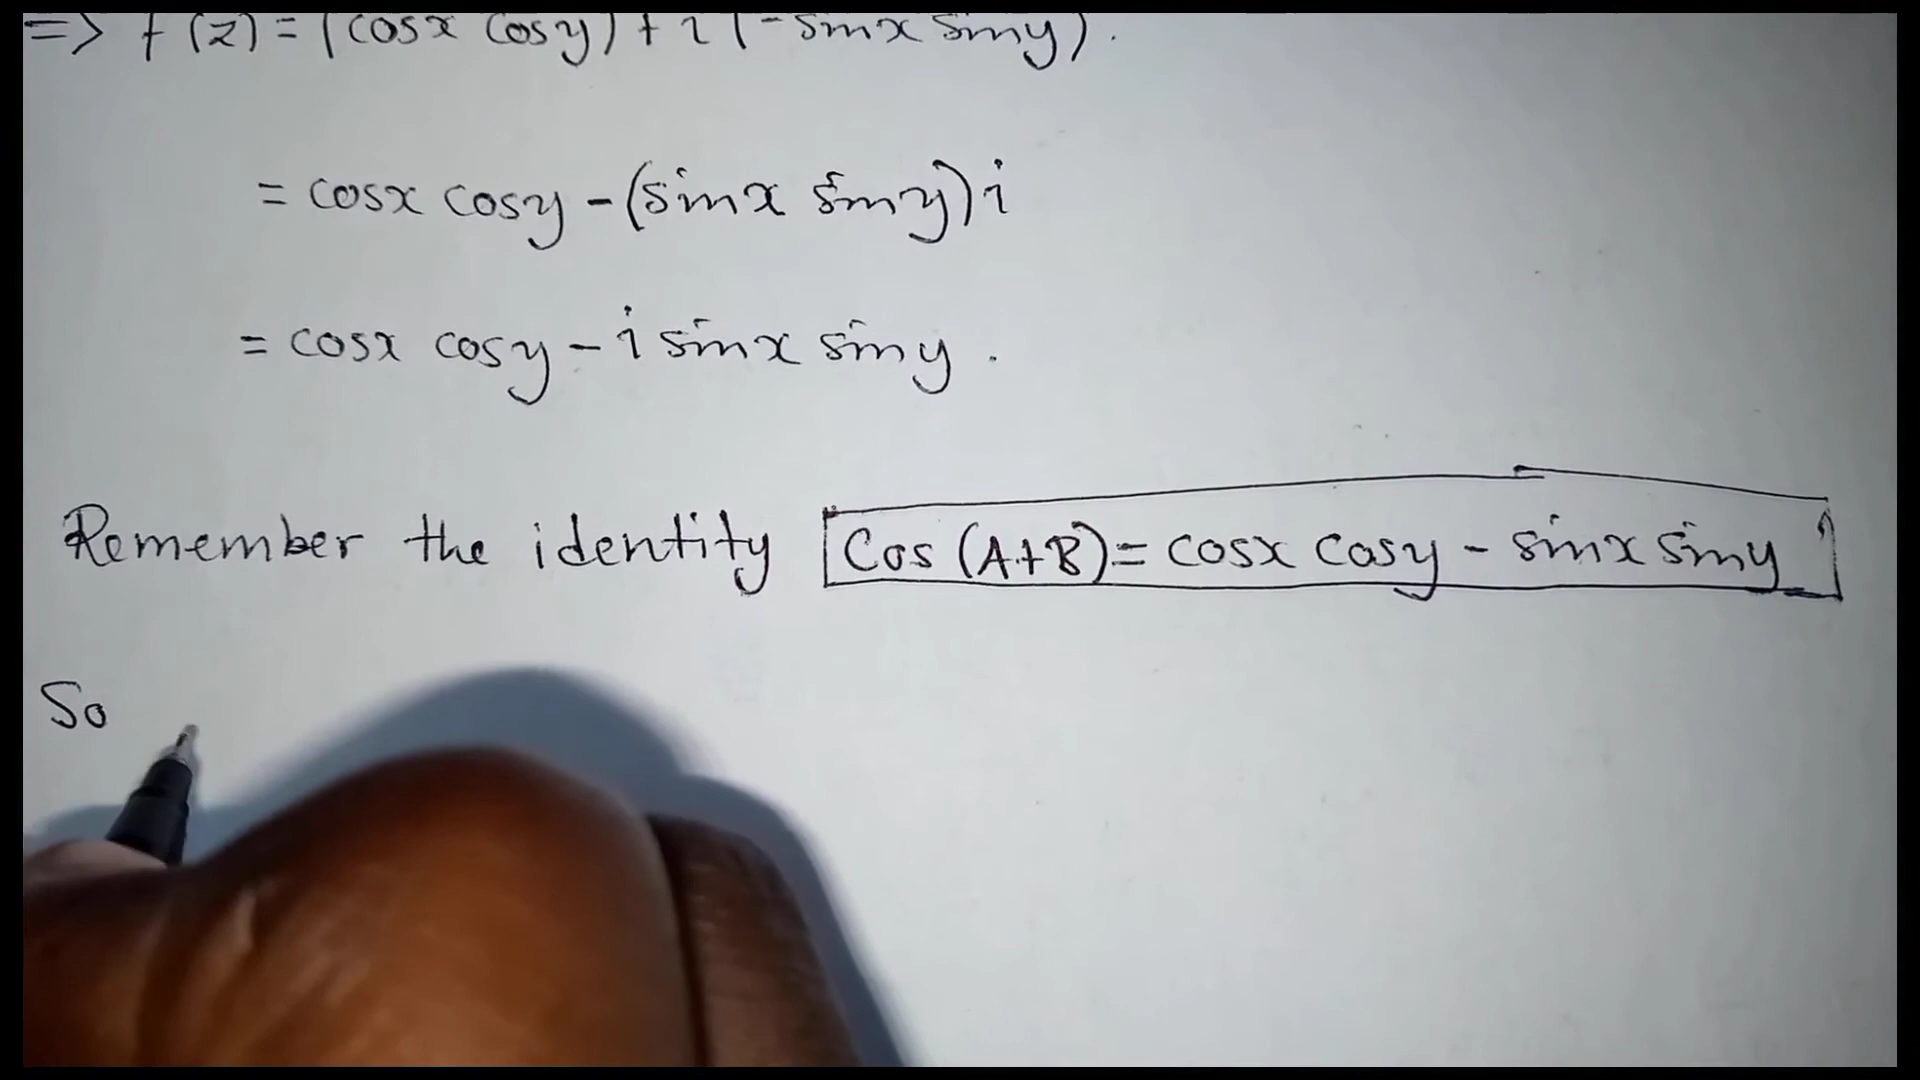 => f(z) = (cosx cosy) + i(-sinx siny).
= cosx cosy - (sinx siny)i
= cosx cosy - i sinx siny.
Remember the identity Cos(A+B)= cosx cosy - sinx siny
So